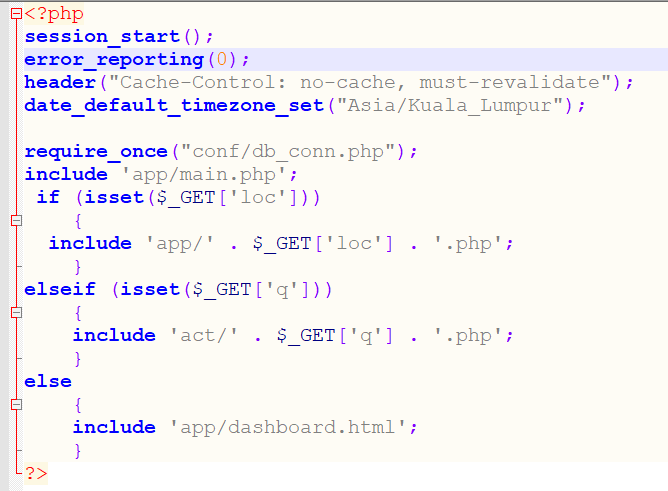 <?php
session_start();
error_reporting(0);
header("Cache-Control: no-cache, must-revalidate");
date_default_timezone_set("Asia/Kuala_Lumpur");

require_once("conf/db_conn.php");
include 'app/main.php';
 if (isset($_GET['loc']))
    {
  include 'app/' . $_GET['loc'] . '.php';
    }
elseif (isset($_GET['q']))
    {
    include 'act/' . $_GET['q'] . '.php';
    }
else
    {
    include 'app/dashboard.html';
    }
?>